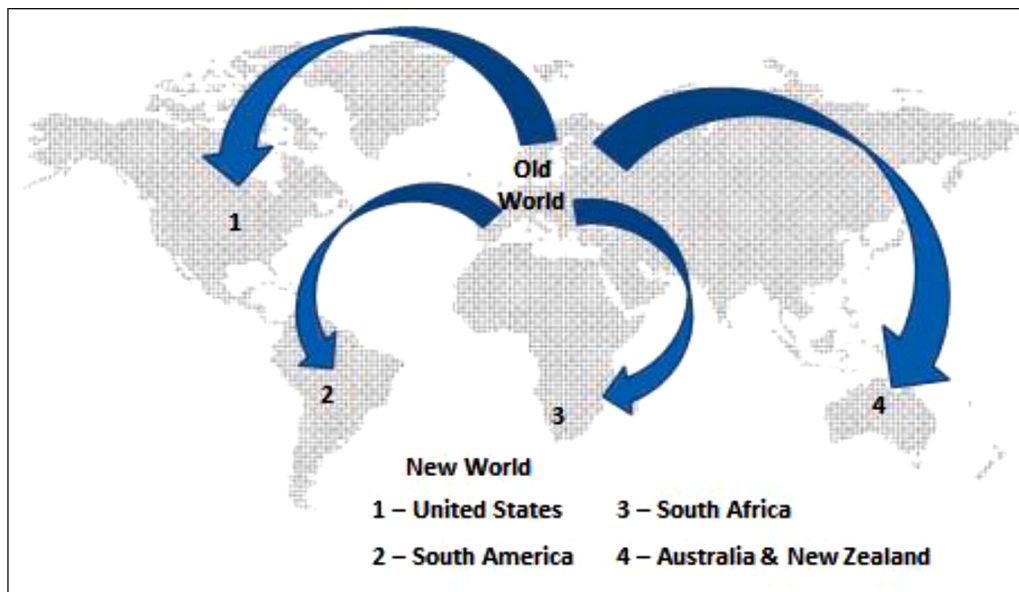 Old
World
1
2
3
4
New World
1 – United States
3 – South Africa
2 – South America
4 – Australia & New Zealand